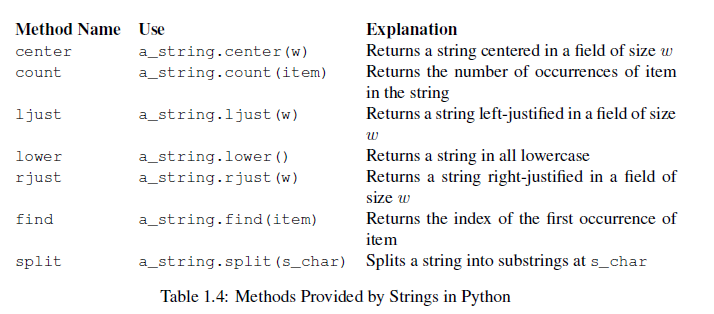 Method Name Use Explanation
center a_string.center(w) Returns a string centered in a field of size w
count a_string.count(item) Returns the number of occurrences of item
in the string
ljust a_string.ljust(w) Returns a string left-justified in a field of size
w
lower a_string.lower() Returns a string in all lowercase
rjust a_string.rjust(w) Returns a string right-justified in a field of
size w
find a_string.find(item) Returns the index of the first occurrence of
item
split a_string.split(s_char) Splits a string into substrings at s_char
Table 1.4: Methods Provided by Strings in Python